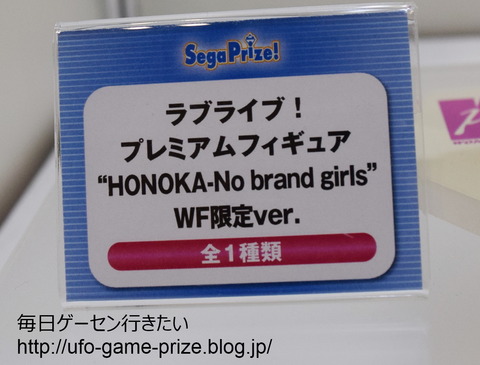 SegaPrize!
ラブライブ！
プレミアムフィギュア
“HONOKA-No brand girls”
WF限定ver.
全1種類
毎日ゲーセン行きたい
http://ufo-game-prize.blog.jp/